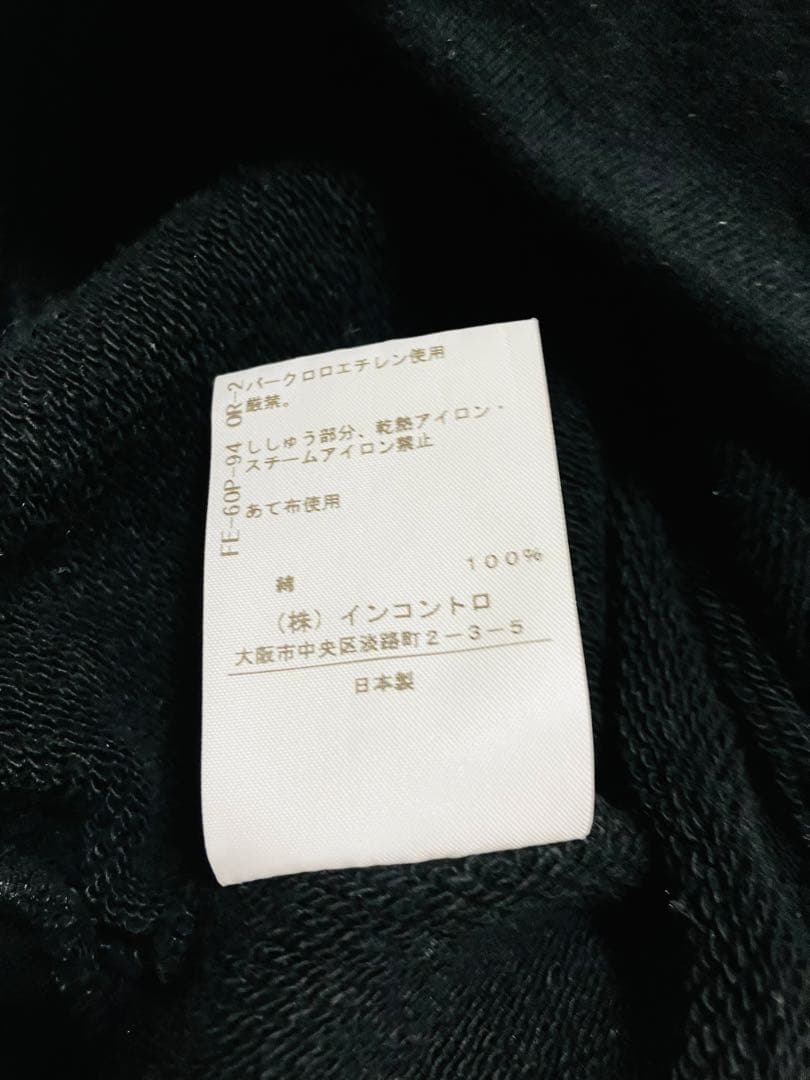 FE-60P-94 OR-2
パークロロエチレン使用
厳禁。
ししゅう部分、乾熱アイロン・
スチームアイロン禁止
あて布使用
綿 100%
(株)インコントロ
大阪市中央区淡路町2-3-5
日本製